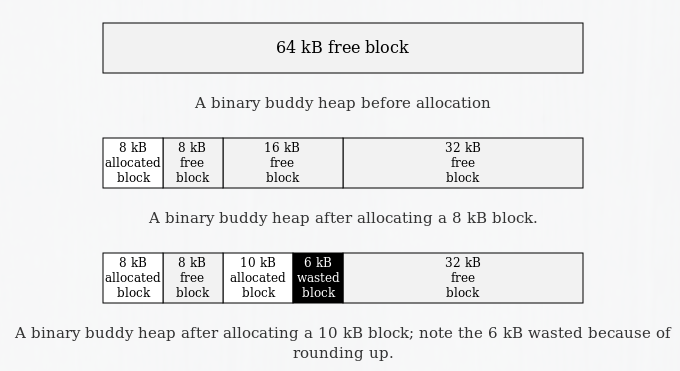 64 kB free block
A binary buddy heap before allocation
8 kB allocated block
8 kB free block
16 kB free block
32 kB free block
A binary buddy heap after allocating a 8 kB block.
8 kB allocated block
8 kB free block
10 kB allocated block
6 kB wasted block
32 kB free block
A binary buddy heap after allocating a 10 kB block; note the 6 kB wasted because of
rounding up.